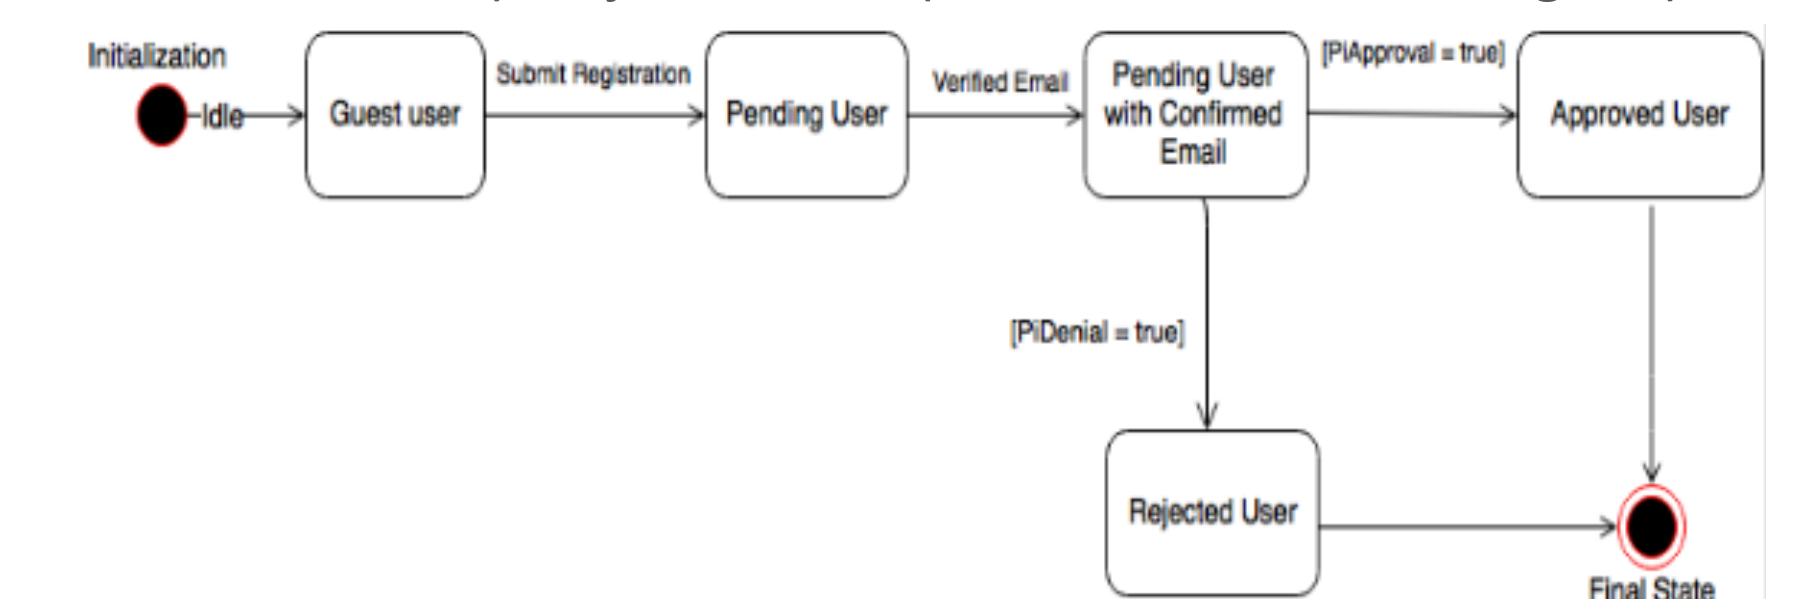 Initialization
Idle
Guest user
Submit Registration
Pending User
Verified Email
Pending User
with Confirmed
Email
[PiApproval = true]
Approved User
[PiDenial = true]
Rejected User
Final State